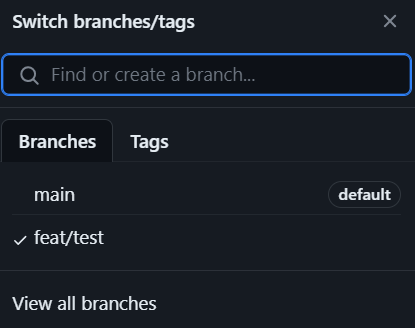 Switch branches/tags
Find or create a branch...
Branches Tags
main default
feat/test
View all branches